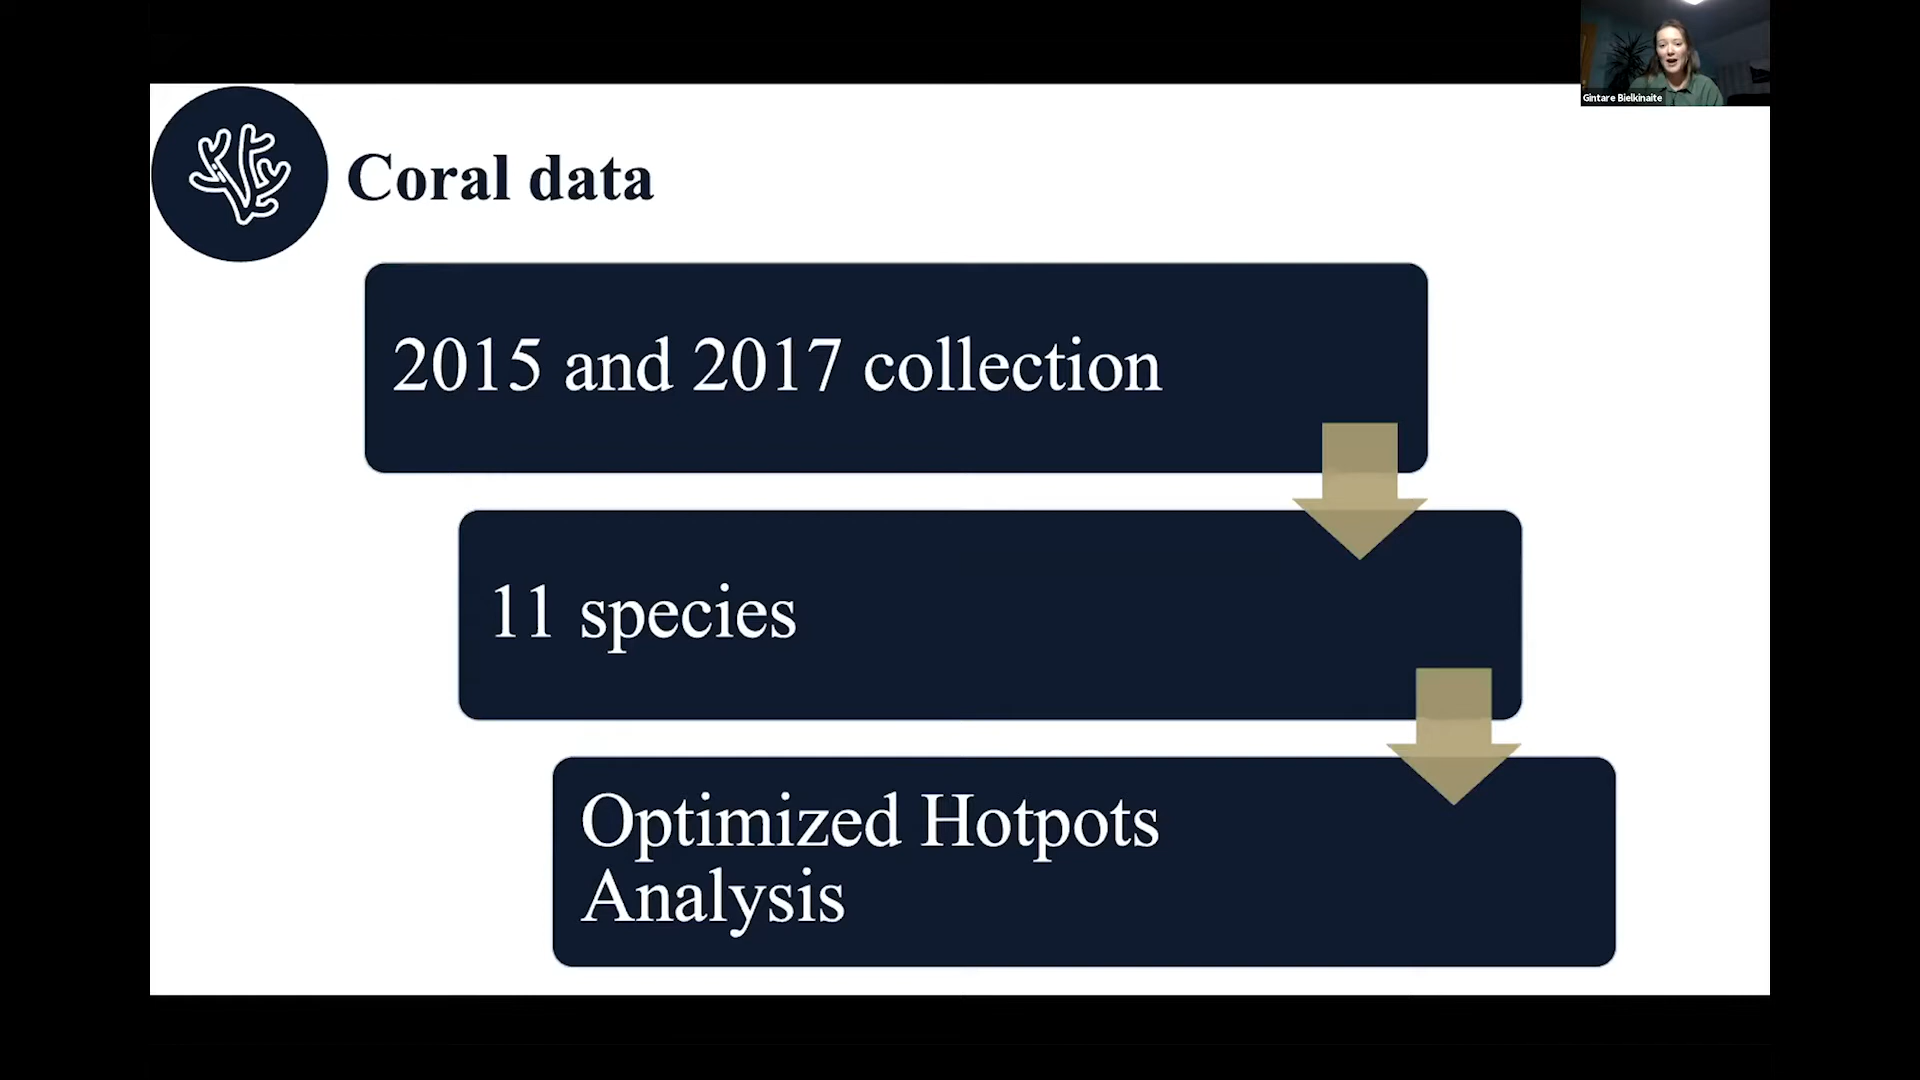 Gintare Bielkinaite
Coral data
2015 and 2017 collection
11 species
Optimized Hotpots
Analysis